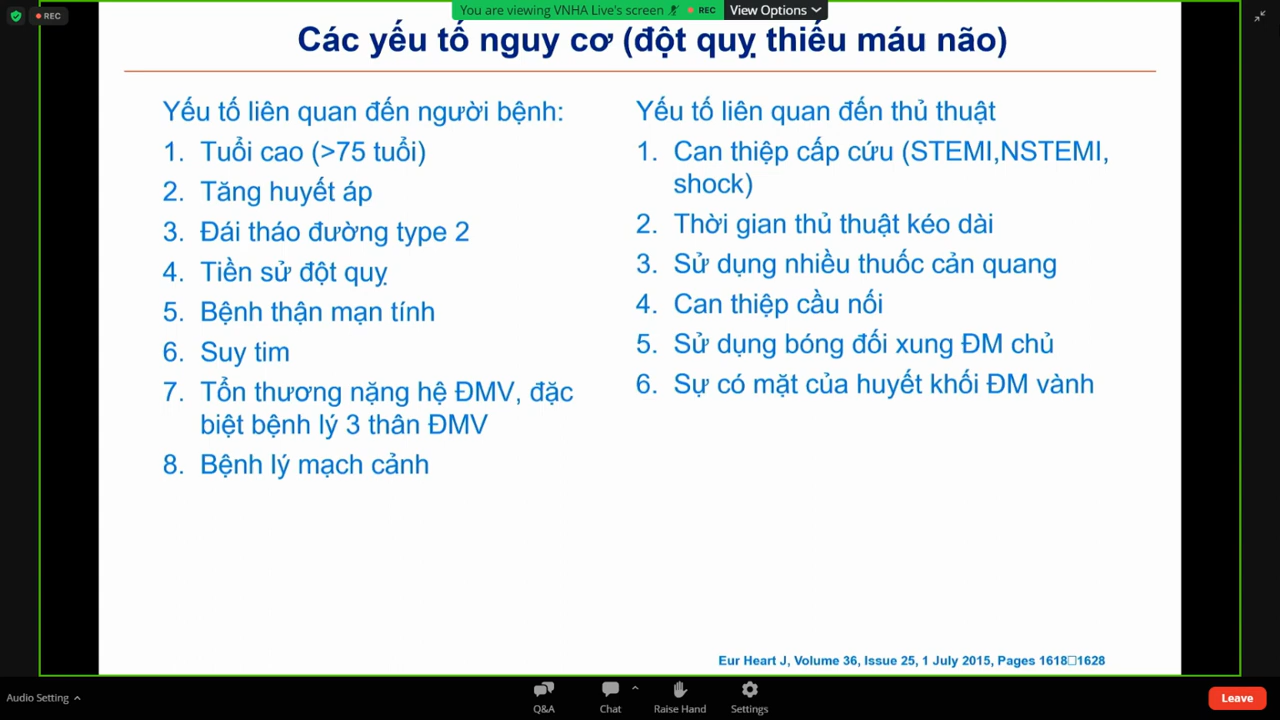 You are viewing VNHA Live's screen
REC
View Options
REC
Các yếu tố nguy cơ (đột quỵ thiếu máu não)
Yếu tố liên quan đến người bệnh:
1. Tuổi cao (>75 tuổi)
2. Tăng huyết áp
3. Đái tháo đường type 2
4. Tiền sử đột quỵ
5. Bệnh thận mạn tính
6. Suy tim
7. Tổn thương nặng hệ ĐMV, đặc
biệt bệnh lý 3 thân ĐMV
8. Bệnh lý mạch cảnh
Yếu tố liên quan đến thủ thuật
1. Can thiệp cấp cứu (STEMI,NSTEMI,
shock)
2. Thời gian thủ thuật kéo dài
3. Sử dụng nhiều thuốc cản quang
4. Can thiệp cầu nối
5. Sử dụng bóng đối xung ĐM chủ
6. Sự có mặt của huyết khối ĐM vành
Eur Heart J, Volume 36, Issue 25, 1 July 2015, Pages 1618□1628
Audio Setting
Q&A
Chat
Raise Hand
Settings
Leave